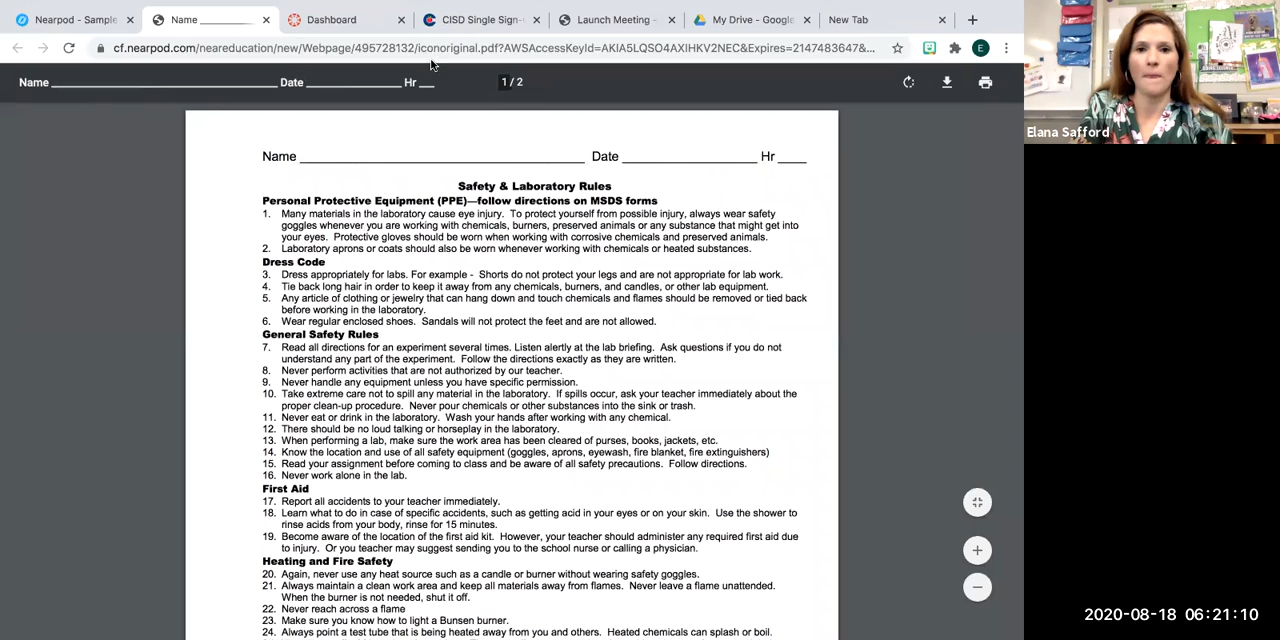 Nearpod - Sample
Name ________
Dashboard
CISD Single Sign-
Launch Meeting -
My Drive - Google
New Tab
cf.nearpod.com/neareducation/new/Webpage/495728132/iconoriginal.pdf?AWSAccessKeyId=AKIA5LQSO4AXIHKV2NEC&Expires=2147483647&...
E
Name ________ Date ________ Hr __
1 / 2
Elana Safford
Name ________ Date ________ Hr ____
Safety & Laboratory Rules
Personal Protective Equipment (PPE)—follow directions on MSDS forms
1. Many materials in the laboratory cause eye injury. To protect yourself from possible injury, always wear safety
goggles whenever you are working with chemicals, burners, preserved animals or any substance that might get into
your eyes. Protective gloves should be worn when working with corrosive chemicals and preserved animals.
2. Laboratory aprons or coats should also be worn whenever working with chemicals or heated substances.
Dress Code
3. Dress appropriately for labs. For example - Shorts do not protect your legs and are not appropriate for lab work.
4. Tie back long hair in order to keep it away from any chemicals, burners, and candles, or other lab equipment.
5. Any article of clothing or jewelry that can hang down and touch chemicals and flames should be removed or tied back
before working in the laboratory.
6. Wear regular enclosed shoes. Sandals will not protect the feet and are not allowed.
General Safety Rules
7. Read all directions for an experiment several times. Listen alertly at the lab briefing. Ask questions if you do not
understand any part of the experiment. Follow the directions exactly as they are written.
8. Never perform activities that are not authorized by our teacher.
9. Never handle any equipment unless you have specific permission.
10. Take extreme care not to spill any material in the laboratory. If spills occur, ask your teacher immediately about the
proper clean-up procedure. Never pour chemicals or other substances into the sink or trash.
11. Never eat or drink in the laboratory. Wash your hands after working with any chemical.
12. There should be no loud talking or horseplay in the laboratory.
13. When performing a lab, make sure the work area has been cleared of purses, books, jackets, etc.
14. Know the location and use of all safety equipment (goggles, aprons, eyewash, fire blanket, fire extinguishers)
15. Read your assignment before coming to class and be aware of all safety precautions. Follow directions.
16. Never work alone in the lab.
First Aid
17. Report all accidents to your teacher immediately.
18. Learn what to do in case of specific accidents, such as getting acid in your eyes or on your skin. Use the shower to
rinse acids from your body, rinse for 15 minutes.
19. Become aware of the location of the first aid kit. However, your teacher should administer any required first aid due
to injury. Or you teacher may suggest sending you to the school nurse or calling a physician.
Heating and Fire Safety
20. Again, never use any heat source such as a candle or burner without wearing safety goggles.
21. Always maintain a clean work area and keep all materials away from flames. Never leave a flame unattended.
When the burner is not needed, shut it off.
22. Never reach across a flame
23. Make sure you know how to light a Bunsen burner.
24. Always point a test tube that is being heated away from you and others. Heated chemicals can splash or boil.
2020-08-18 06:21:10